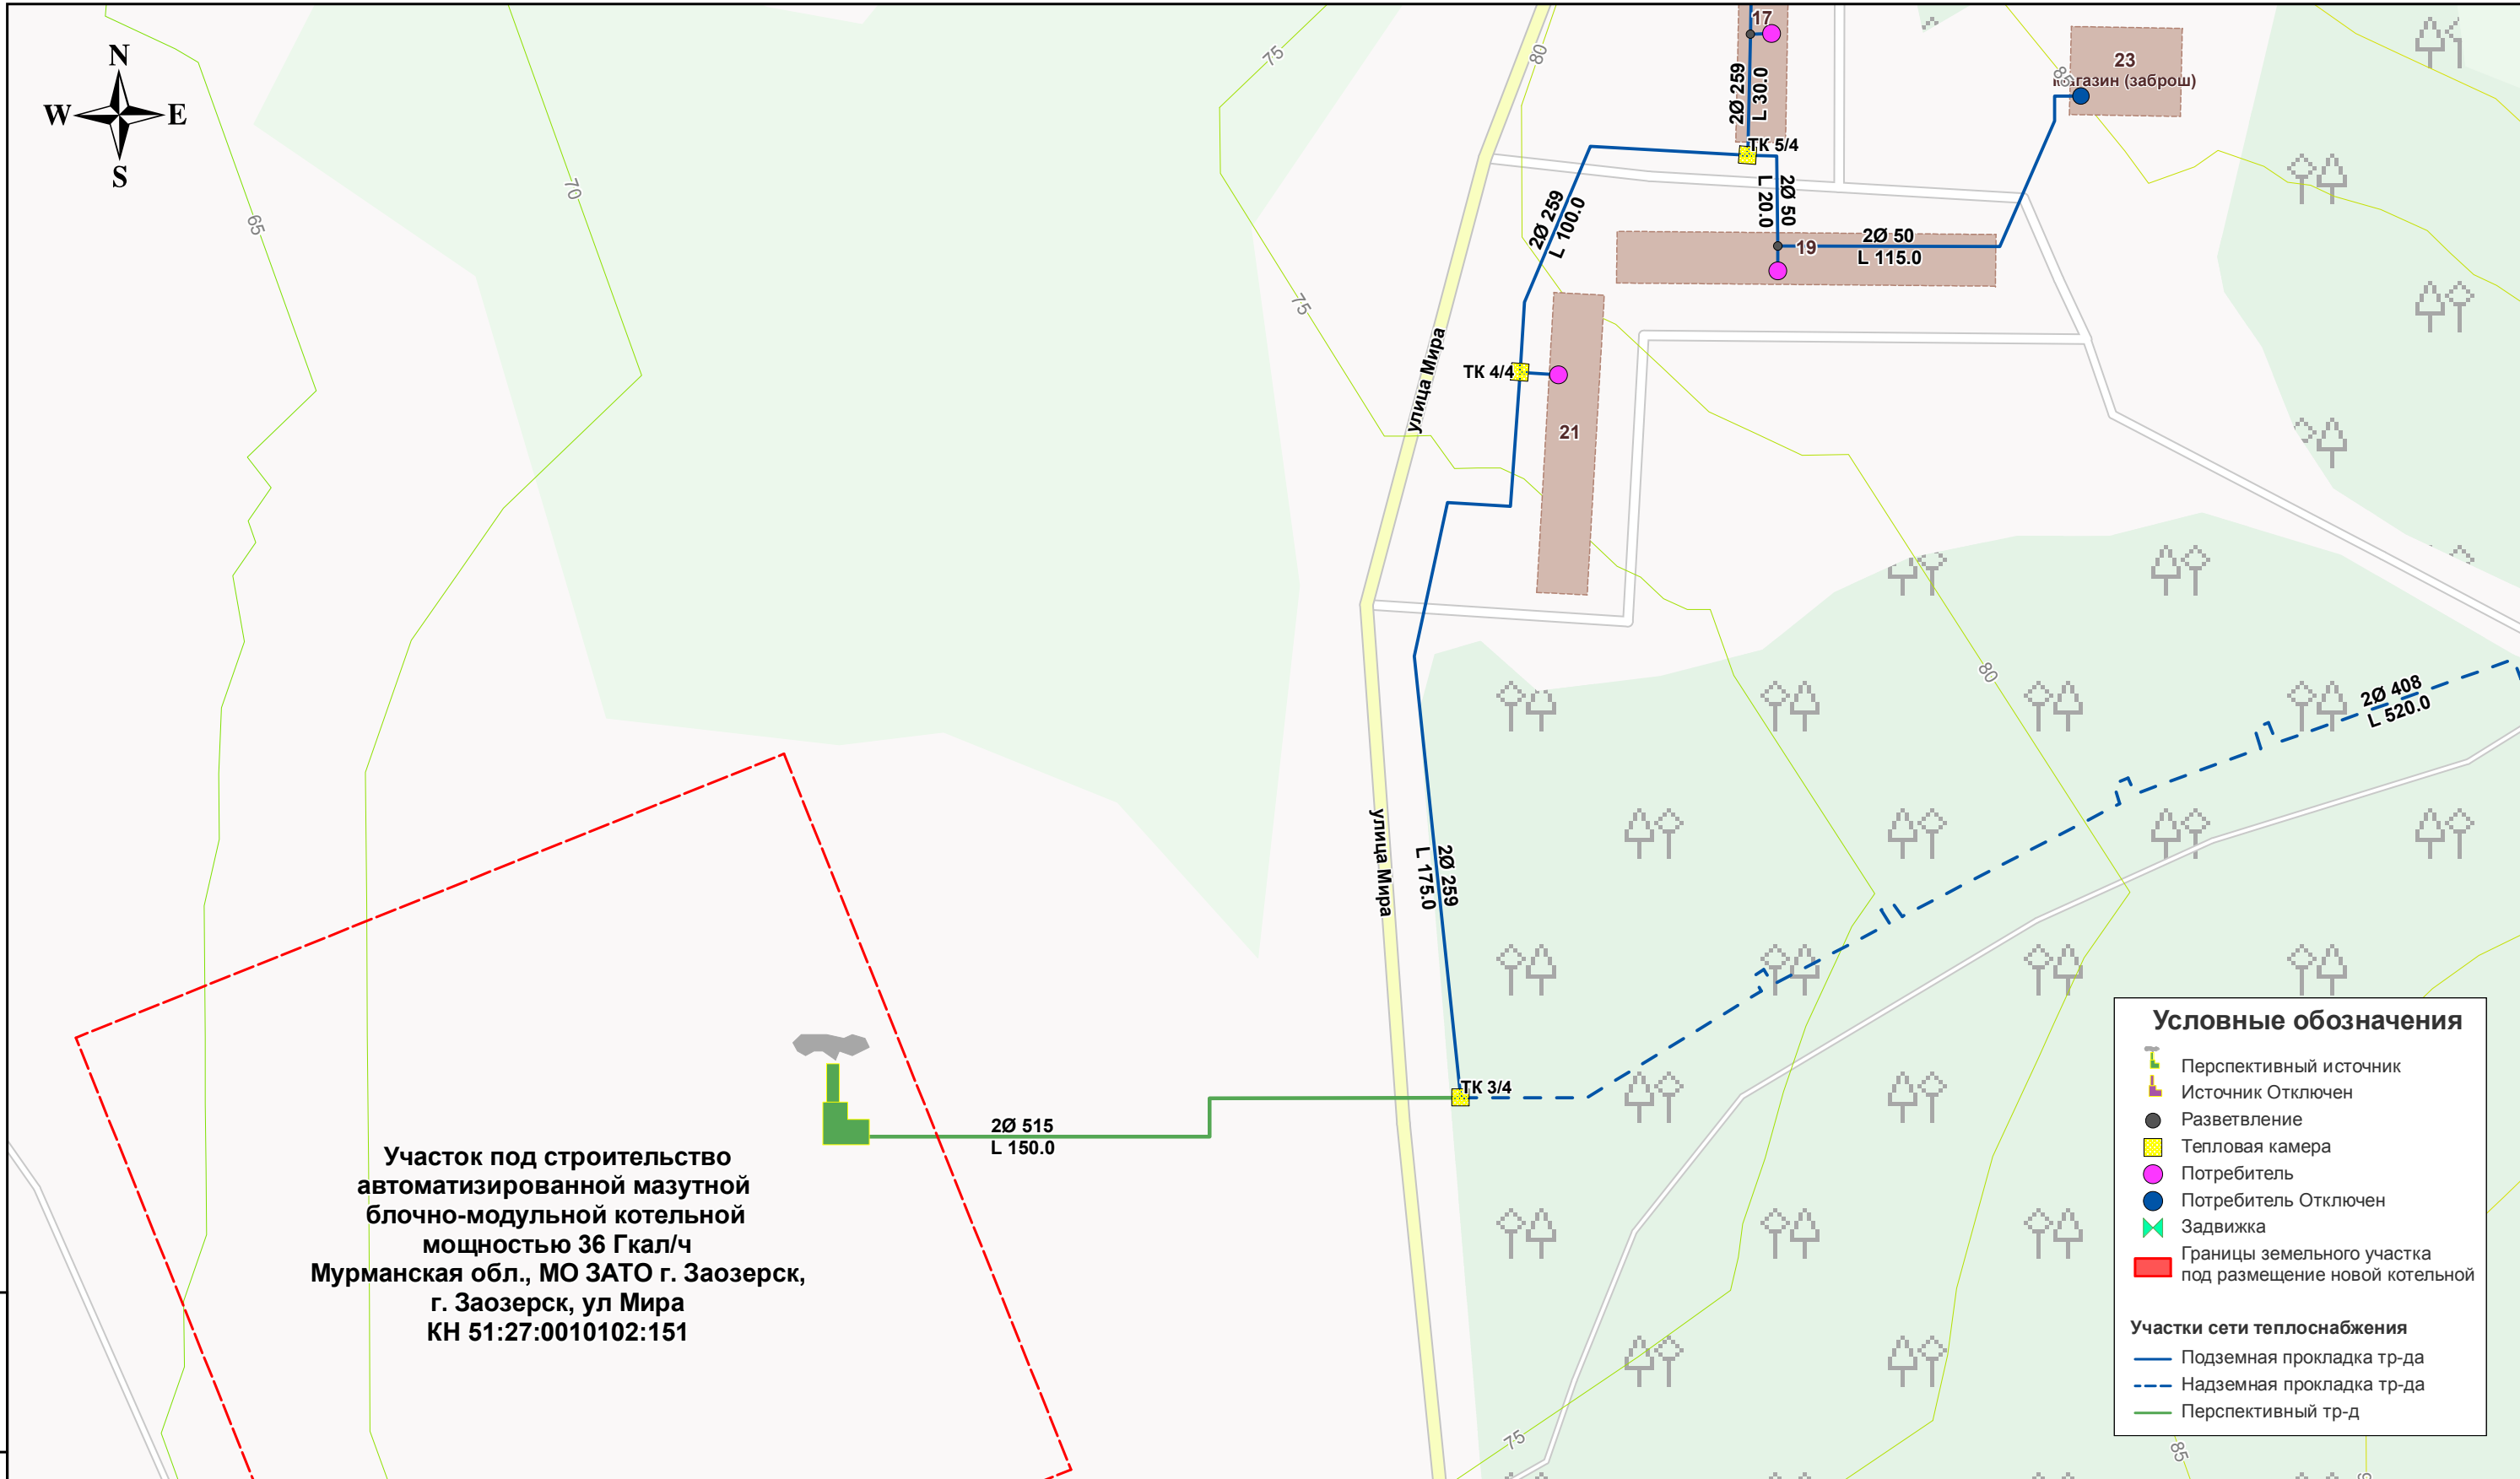 N
W E
S
65
70
75
75
80
17
2Ø 259
L 30.0
ТК 5/4
23
магазин (заброш)
85
2Ø 259
L 100.0
2Ø 50
L 20.0
19
2Ø 50
L 115.0
улица Мира
ТК 4/4
21
80
2Ø 408
L 520.0
улица Мира
2Ø 259
L 175.0
ТК 3/4
2Ø 515
L 150.0
Участок под строительство
автоматизированной мазутной
блочно-модульной котельной
мощностью 36 Гкал/ч
Мурманская обл., МО ЗАТО г. Заозерск,
г. Заозерск, ул Мира
КН 51:27:0010102:151
75
85
Условные обозначения
Перспективный источник
Источник Отключен
Разветвление
Тепловая камера
Потребитель
Потребитель Отключен
Задвижка
Границы земельного участка
под размещение новой котельной
Участки сети теплоснабжения
Подземная прокладка тр-да
Надземная прокладка тр-да
Перспективный тр-д